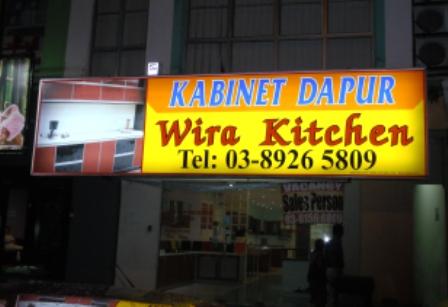 KABINET DAPUR
Wira Kitchen
Tel: 03-8926 5809
VACANCY
Sales Person